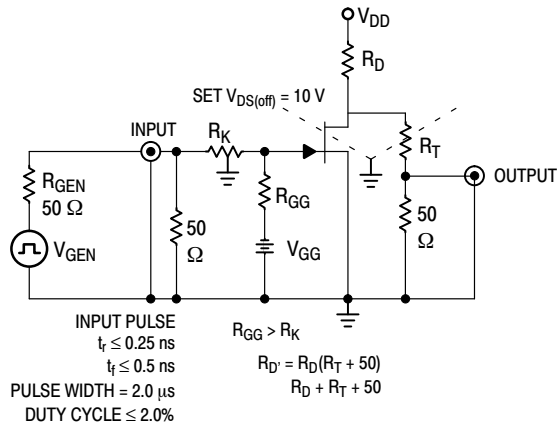 V_DD
R_D
SET V_DS(off) = 10 V
INPUT
R_K
R_T
OUTPUT
R_GEN
50 Ω
50
Ω
R_GG
50
Ω
V_GEN
V_GG
INPUT PULSE
t_r ≤ 0.25 ns
t_f ≤ 0.5 ns
PULSE WIDTH = 2.0 μs
DUTY CYCLE ≤ 2.0%
R_GG > R_K
R_D' = R_D(R_T + 50)
R_D + R_T + 50